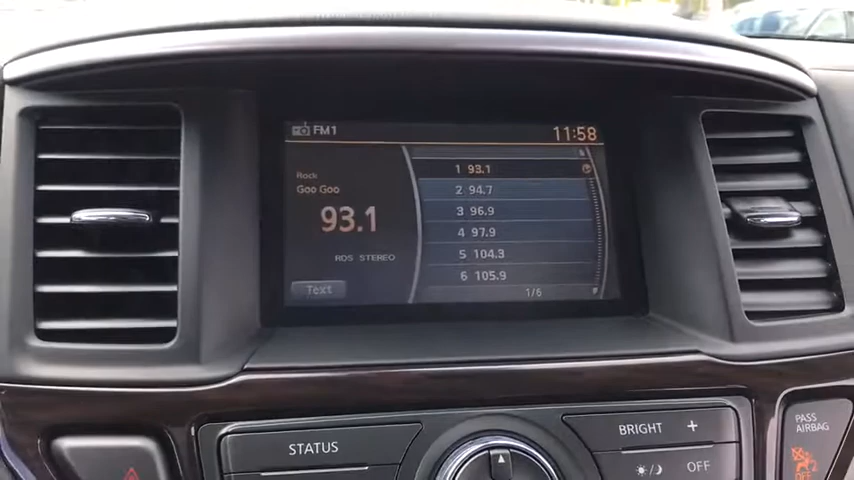 FM1
11:58
Rock
Goo Goo
93.1
RDS STEREO
Text
1 93.1
2 94.7
3 96.9
4 97.9
5 104.3
6 105.9
1/6
STATUS
BRIGHT +
OFF
PASS
AIRBAG
OFF